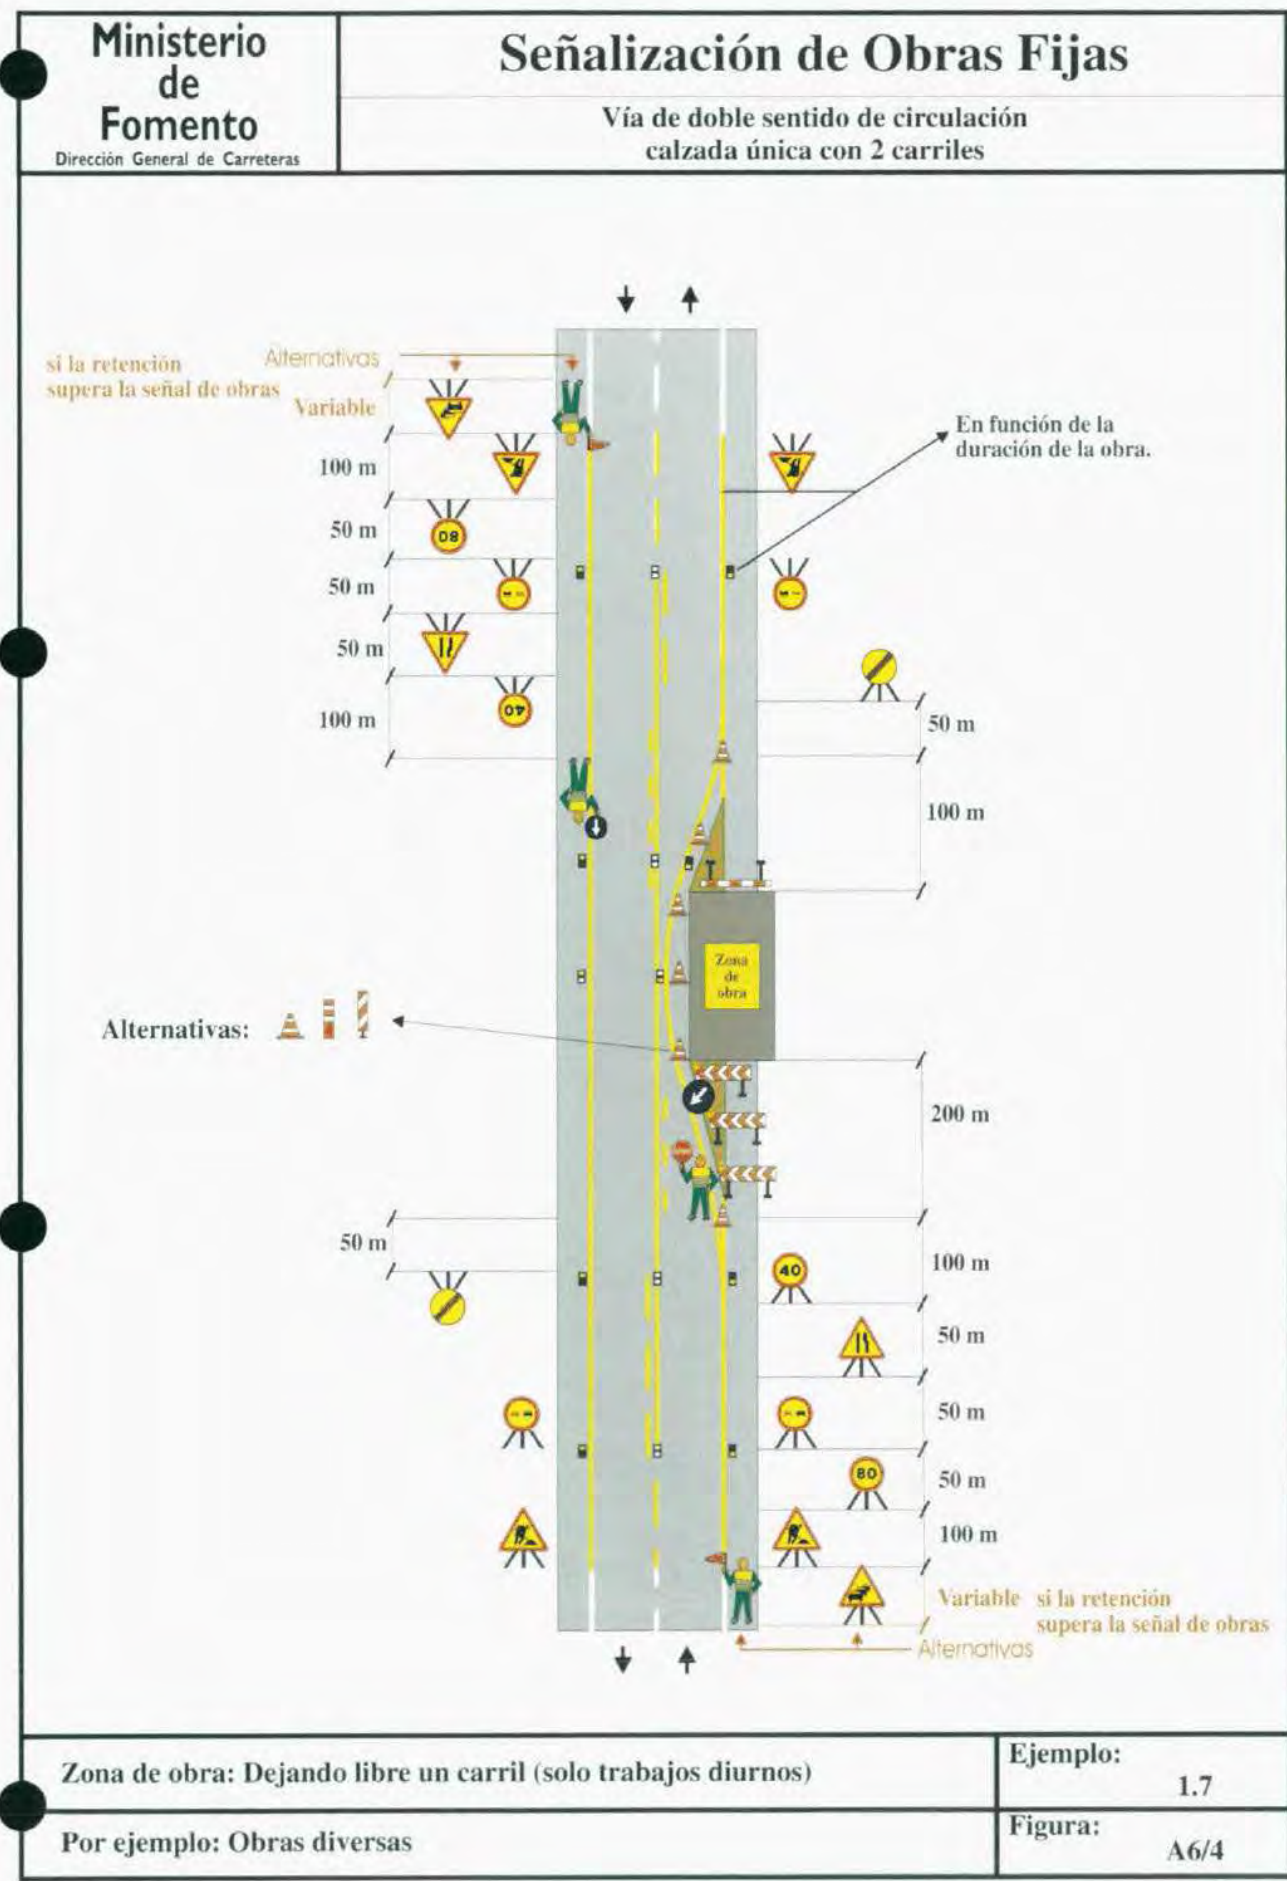 Ministerio
de
Fomento
Dirección General de Carreteras
Señalización de Obras Fijas
Vía de doble sentido de circulación
calzada única con 2 carriles
si la retención
supera la señal de obras
Alternativas
Variable
100 m
50 m
50 m
50 m
100 m
80
40
En función de la
duración de la obra.
50 m
100 m
Zona
de
obra
Alternativas:
200 m
50 m
100 m
50 m
50 m
50 m
100 m
40
80
Variable
si la retención
supera la señal de obras
Alternativas
Zona de obra: Dejando libre un carril (solo trabajos diurnos)
Ejemplo:
1.7
Por ejemplo: Obras diversas
Figura:
A6/4